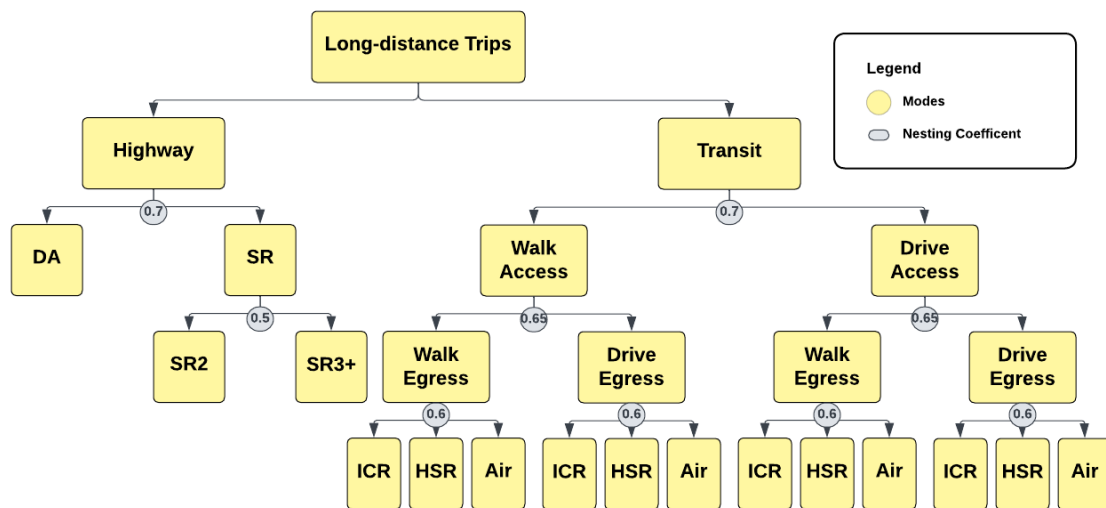 Long-distance Trips
Legend
Modes
Nesting Coefficent
Highway
Transit
0.7
0.7
DA
SR
Walk
Access
Drive
Access
0.5
0.65
0.65
SR2
SR3+
Walk
Egress
Drive
Egress
Walk
Egress
Drive
Egress
0.6
0.6
0.6
0.6
ICR
HSR
Air
ICR
HSR
Air
ICR
HSR
Air
ICR
HSR
Air